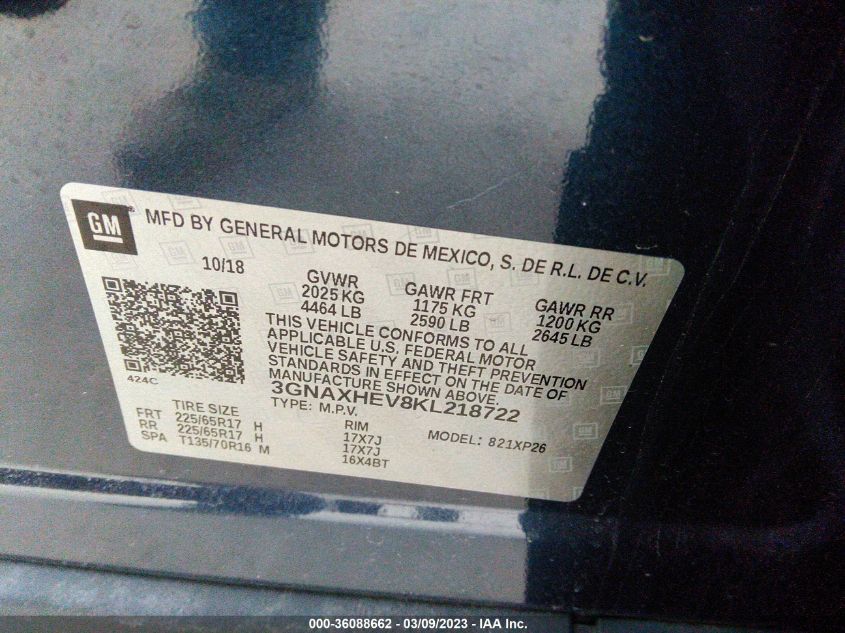 GM MFD BY GENERAL MOTORS DE MEXICO, S. DE R.L. DE C.V.
10/18 GVWR GAWR FRT GAWR RR
2025 KG 1175 KG 1200 KG
4464 LB 2590 LB 2645 LB
THIS VEHICLE CONFORMS TO ALL
APPLICABLE U.S. FEDERAL MOTOR
VEHICLE SAFETY AND THEFT PREVENTION
STANDARDS IN EFFECT ON THE DATE OF
MANUFACTURE SHOWN ABOVE.
424C
3GNAXHEV8KL218722
TYPE: M.P.V.
MODEL: 821XP26
TIRE SIZE RIM
FRT 225/65R17 H 17X7J
RR 225/65R17 H 17X7J
SPA T135/70R16 M 16X4BT
000-36088662 - 03/09/2023 - IAA Inc.